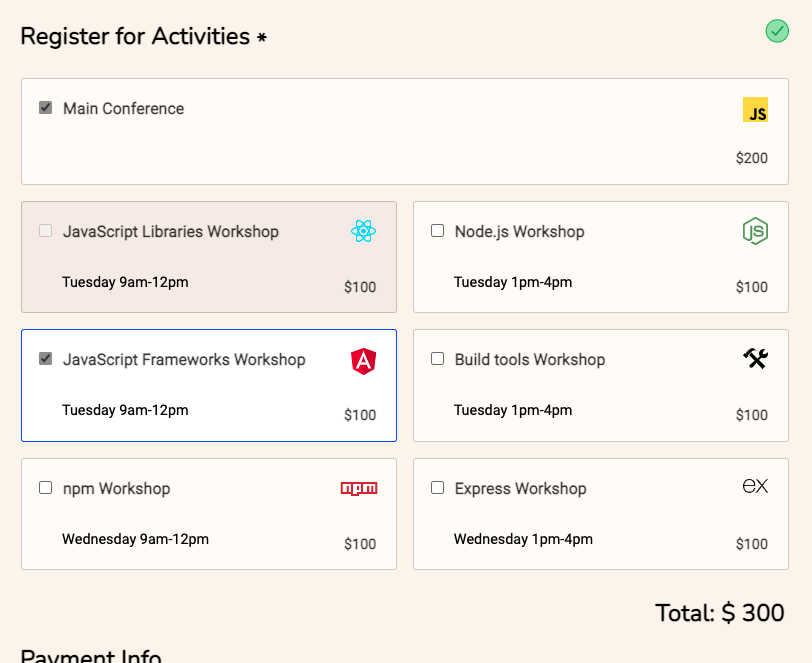 Register for Activities *
Main Conference
JS
$200
JavaScript Libraries Workshop
Tuesday 9am-12pm
$100
Node.js Workshop
JS
Tuesday 1pm-4pm
$100
JavaScript Frameworks Workshop
A
Tuesday 9am-12pm
$100
Build tools Workshop
Tuesday 1pm-4pm
$100
npm Workshop
npm
Wednesday 9am-12pm
$100
Express Workshop
ex
Wednesday 1pm-4pm
$100
Total: $ 300
Payment Info